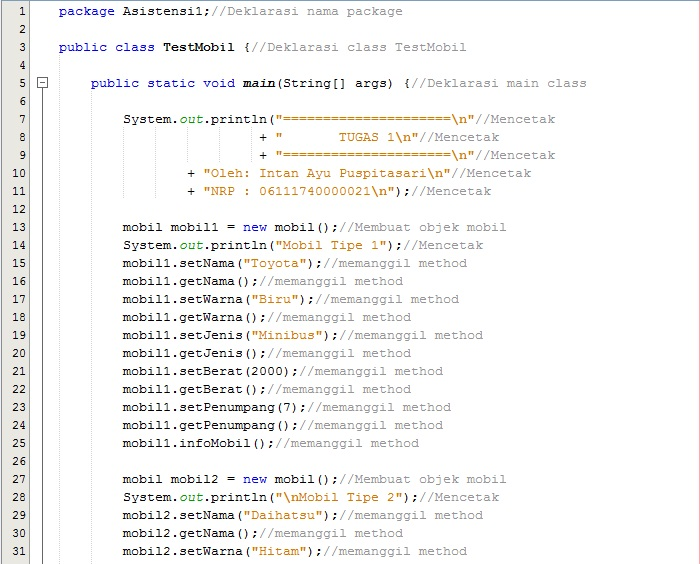 1 package Asistensi1;//Deklarasi nama package
2
3 public class TestMobil {//Deklarasi class TestMobil
4
5 public static void main(String[] args) {//Deklarasi main class
6
7 System.out.println("=====================\n"//Mencetak
8 + "       TUGAS 1\n"//Mencetak
9 + "=====================\n"//Mencetak
10 + "Oleh: Intan Ayu Puspitasari\n"//Mencetak
11 + "NRP : 06111740000021\n");//Mencetak
12
13 mobil mobil1 = new mobil();//Membuat objek mobil
14 System.out.println("Mobil Tipe 1");//Mencetak
15 mobil1.setNama("Toyota");//memanggil method
16 mobil1.getNama();//memanggil method
17 mobil1.setWarna("Biru");//memanggil method
18 mobil1.getWarna();//memanggil method
19 mobil1.setJenis("Minibus");//memanggil method
20 mobil1.getJenis();//memanggil method
21 mobil1.setBerat(2000);//memanggil method
22 mobil1.getBerat();//memanggil method
23 mobil1.setPenumpang(7);//memanggil method
24 mobil1.getPenumpang();//memanggil method
25 mobil1.infoMobil();//memanggil method
26
27 mobil mobil2 = new mobil();//Membuat objek mobil
28 System.out.println("\nMobil Tipe 2");//Mencetak
29 mobil2.setNama("Daihatsu");//memanggil method
30 mobil2.getNama();//memanggil method
31 mobil2.setWarna("Hitam");//memanggil method